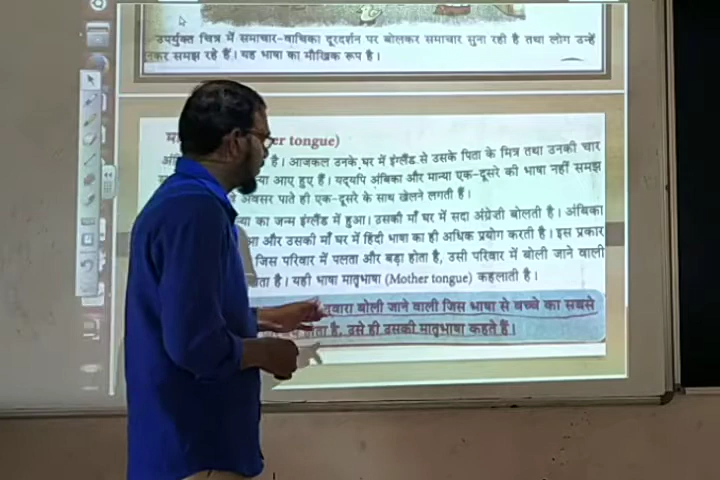 उपर्युक्त चित्र में समाचार-वाचिका दूरदर्शन पर बोलकर समाचार सुना रही है तथा लोग उन्हें
सुनकर समझ रहे हैं। यह भाषा का मौखिक रूप है।
tongue)
है। आजकल उनके घर में इंग्लैंड से उसके पिता के मित्र तथा उनकी चार
आए हुए हैं। यद्यपि अंबिका और मान्या एक-दूसरे की भाषा नहीं समझ
अवसर पाते ही एक-दूसरे के साथ खेलने लगती हैं।
का जन्म इंग्लैंड में हुआ। उसकी माँ घर में सदा अंग्रेज़ी बोलती है। अंबिका
और उसकी माँ घर में हिंदी भाषा का ही अधिक प्रयोग करती है। इस प्रकार
जिस परिवार में पलता और बड़ा होता है, उसी परिवार में बोली जाने वाली
है। यही भाषा मातृभाषा (Mother tongue) कहलाती है।
द्वारा बोली जाने वाली जिस भाषा से बच्चे का सबसे
होता है, उसे ही उसकी मातृभाषा कहते हैं।